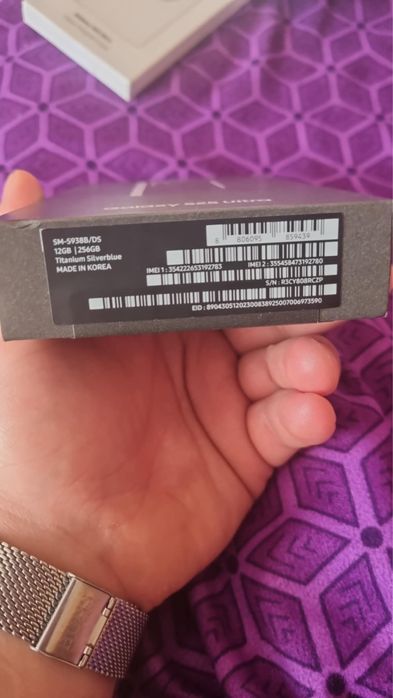 Galaxy S25 Ultra
SM-S938B/DS
12GB | 256GB
Titanium Silverblue
MADE IN KOREA
8 806095 859439
IMEI 1 : 354222653192783
IMEI 2 : 355458473192780
S/N : R3CY808RCZP
EID : 89043051202300838925007006973590